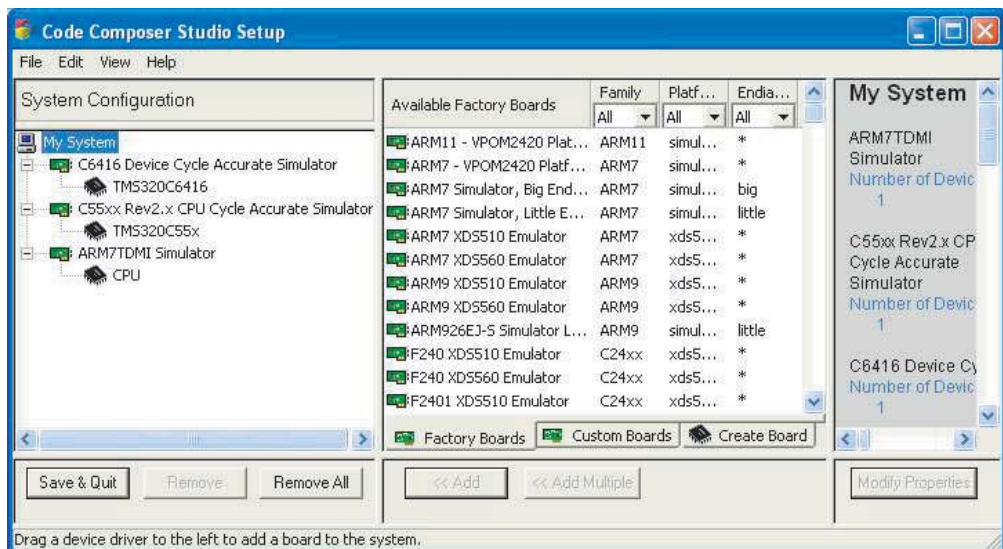 Code Composer Studio Setup
File Edit View Help
System Configuration
My System
C6416 Device Cycle Accurate Simulator
TMS320C6416
C55xx Rev2.x CPU Cycle Accurate Simulator
TMS320C55x
ARM7TDMI Simulator
CPU
Save & Quit Remove Remove All
Available Factory Boards Family Platf... Endia...
All All All
ARM11 - VPOM2420 Plat... ARM11 simul... *
ARM7 - VPOM2420 Platf... ARM7 simul... *
ARM7 Simulator, Big End... ARM7 simul... big
ARM7 Simulator, Little E... ARM7 simul... little
ARM7 XDS510 Emulator ARM7 xds5... *
ARM7 XDS560 Emulator ARM7 xds5... *
ARM9 XDS510 Emulator ARM9 xds5... *
ARM9 XDS560 Emulator ARM9 xds5... *
ARM926EJ-S Simulator L... ARM9 simul... little
F240 XDS510 Emulator C24xx xds5... *
F240 XDS560 Emulator C24xx xds5... *
F2401 XDS510 Emulator C24xx xds5... *
Factory Boards Custom Boards Create Board
<< Add << Add Multiple
My System
ARM7TDMI
Simulator
Number of Devic
1
C55xx Rev2.x CP
Cycle Accurate
Simulator
Number of Devic
1
C6416 Device Cy
Number of Devic
1
Modify Properties
Drag a device driver to the left to add a board to the system.